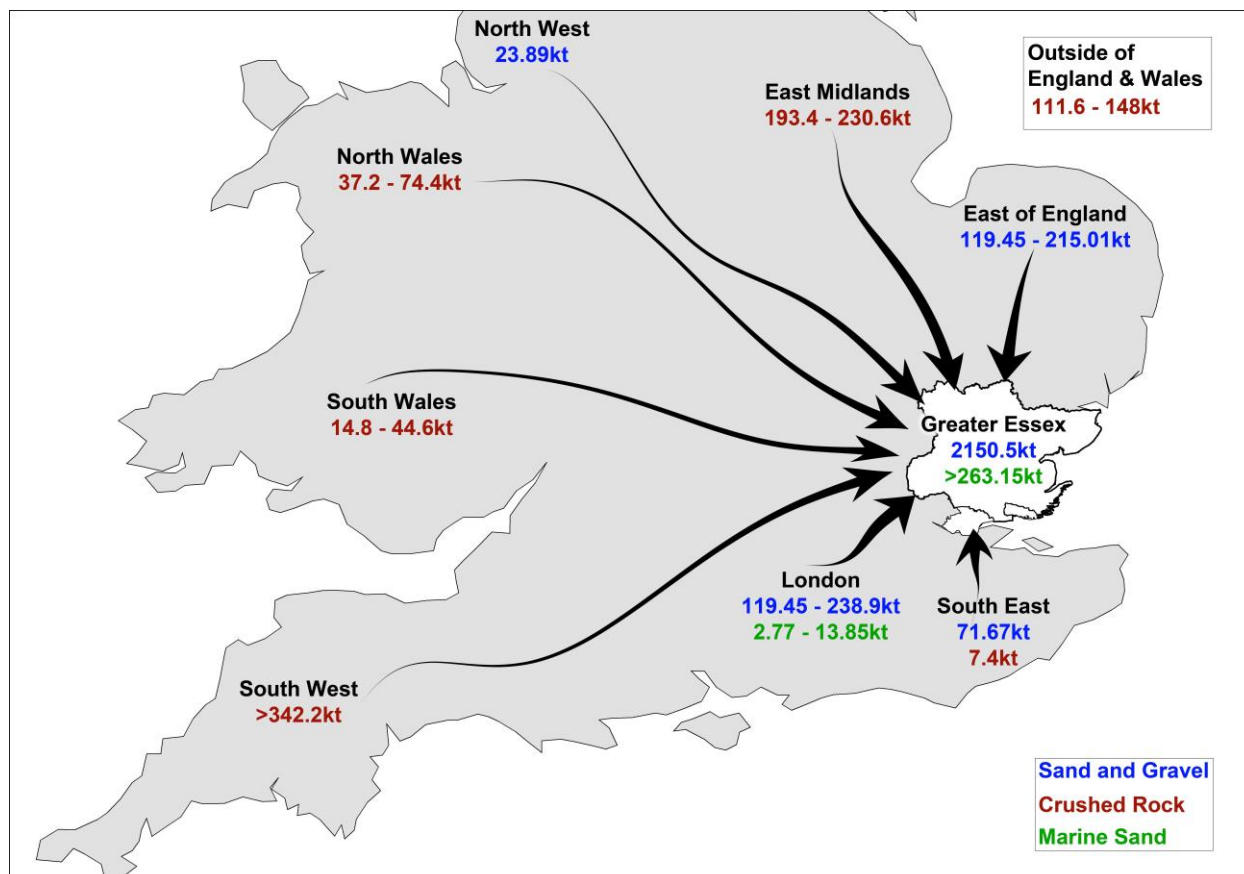 North West
23.89kt
East Midlands
193.4 - 230.6kt
Outside of
England & Wales
111.6 - 148kt
North Wales
37.2 - 74.4kt
East of England
119.45 - 215.01kt
South Wales
14.8 - 44.6kt
Greater Essex
2150.5kt
>263.15kt
London
119.45 - 238.9kt
2.77 - 13.85kt
South East
71.67kt
7.4kt
South West
>342.2kt
Sand and Gravel
Crushed Rock
Marine Sand